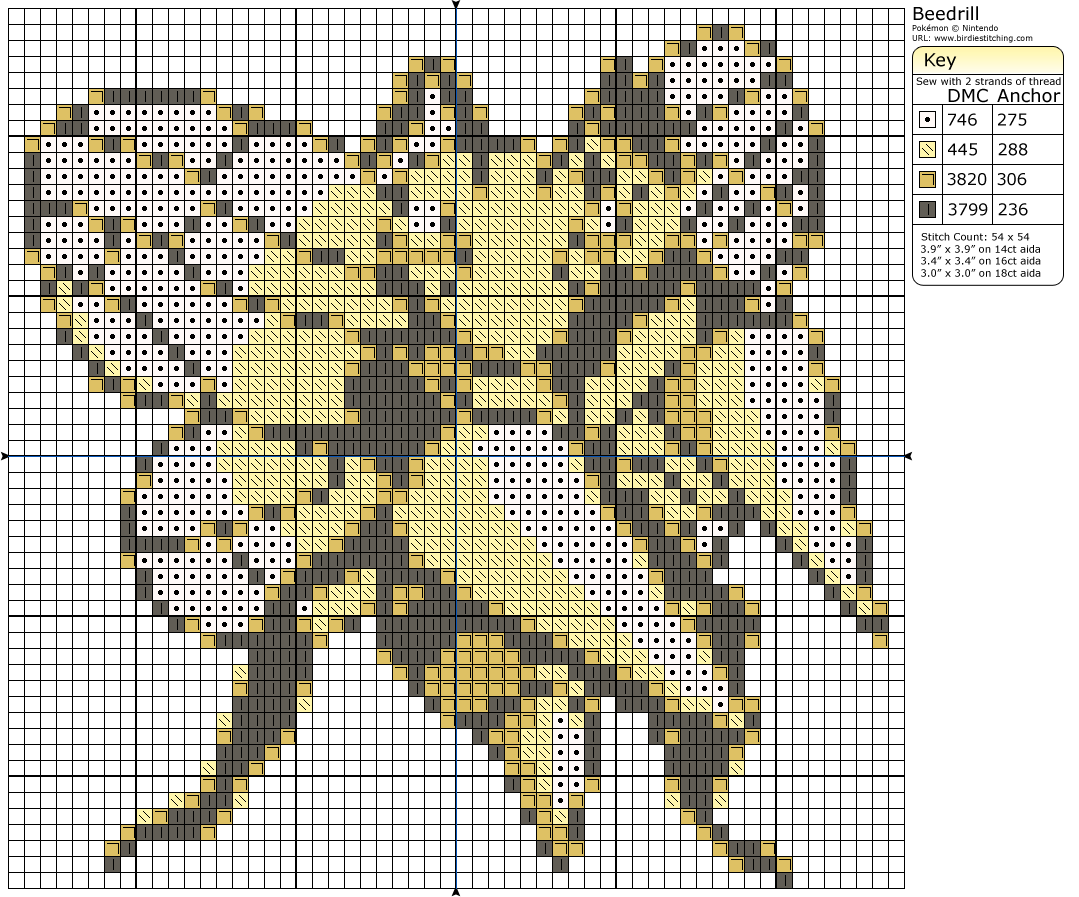 Beedrill
Pokémon © Nintendo
URL: www.birdiestitching.com
Key
Sew with 2 strands of thread
DMC Anchor
746 275
445 288
3820 306
3799 236
Stitch Count: 54 x 54
3.9” x 3.9” on 14ct aida
3.4” x 3.4” on 16ct aida
3.0” x 3.0” on 18ct aida